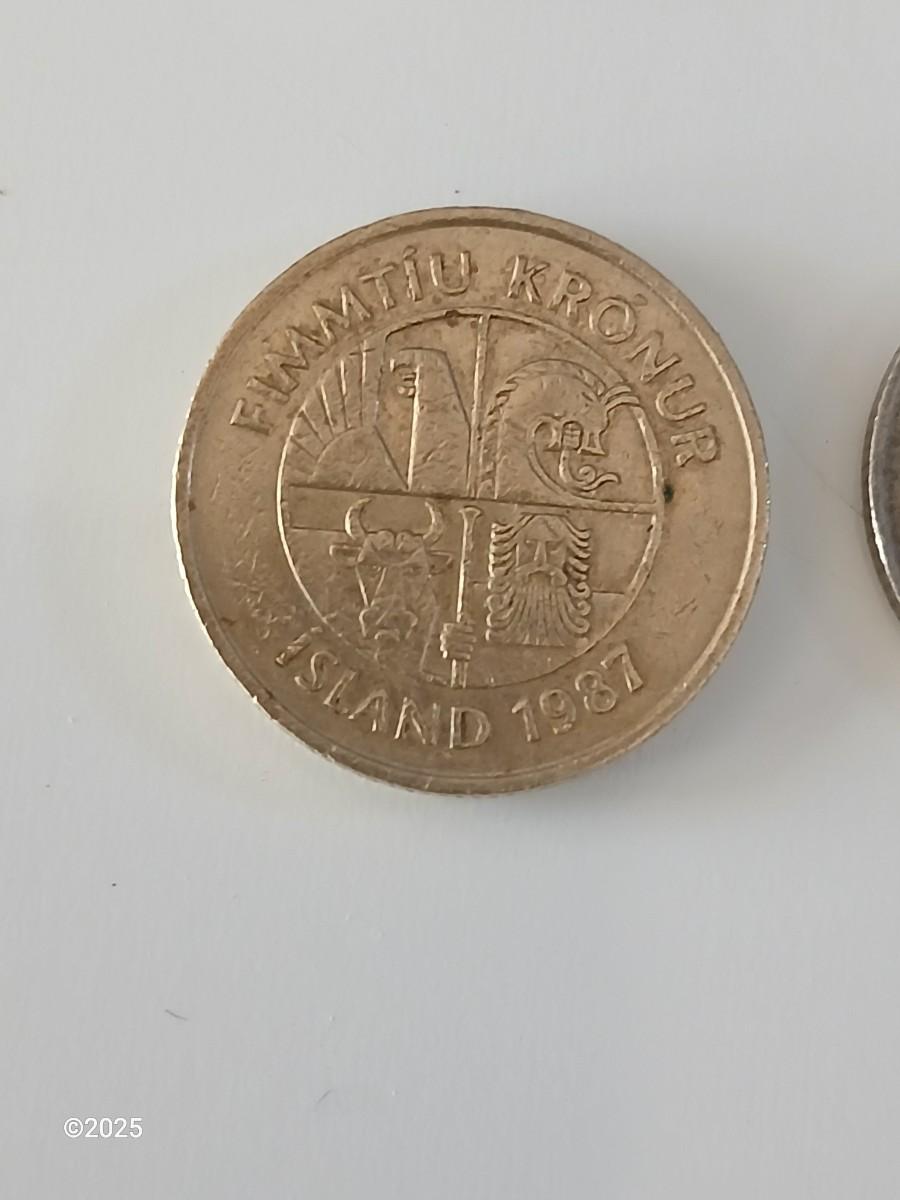 FIMMTÍU KRÓNUR
ÍSLAND 1987
©2025